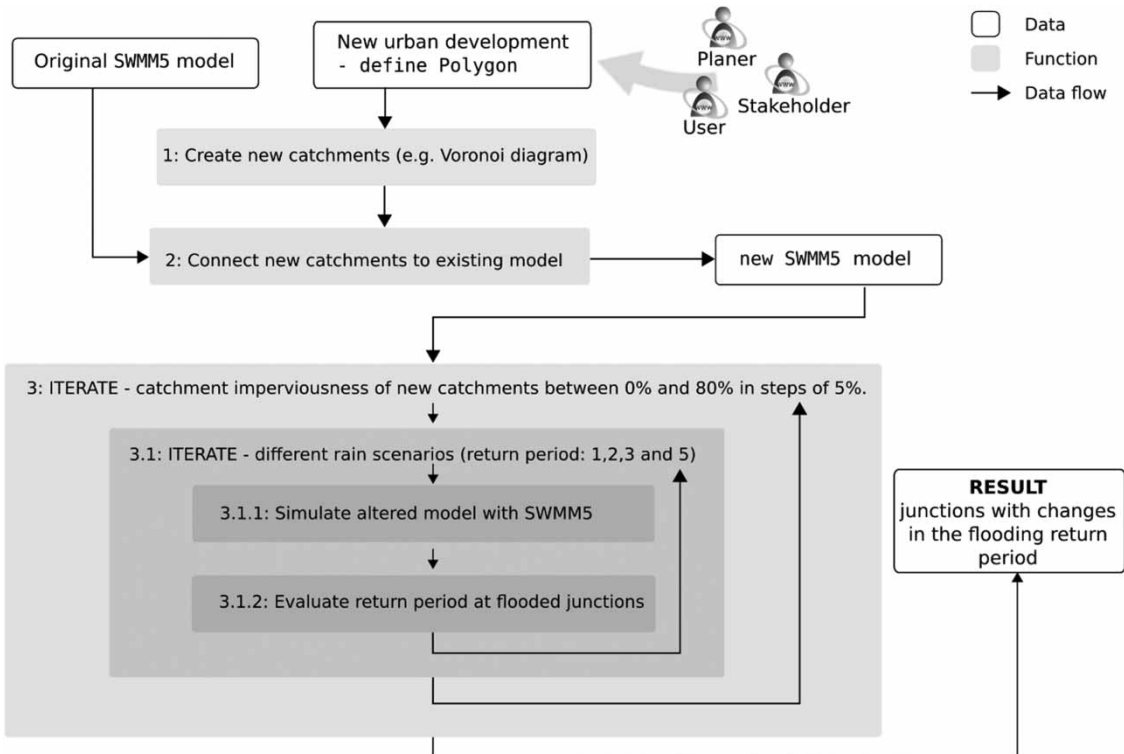 Original SWMM5 model
New urban development
- define Polygon
www
Planer
www
Stakeholder
www
User
Data
Function
Data flow
1: Create new catchments (e.g. Voronoi diagram)
2: Connect new catchments to existing model
new SWMM5 model
3: ITERATE - catchment imperviousness of new catchments between 0% and 80% in steps of 5%.
3.1: ITERATE - different rain scenarios (return period: 1,2,3 and 5)
3.1.1: Simulate altered model with SWMM5
3.1.2: Evaluate return period at flooded junctions
RESULT
junctions with changes
in the flooding return
period